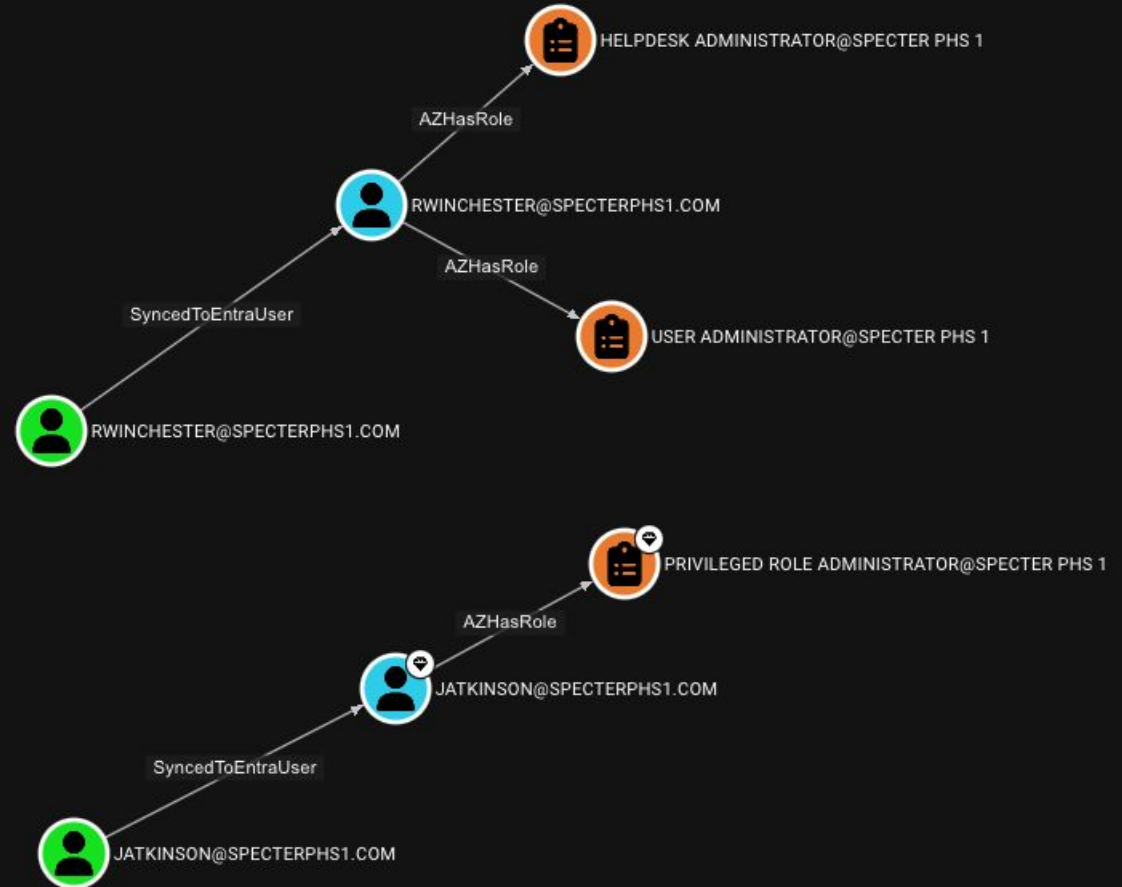 HELPDESK ADMINISTRATOR@SPECTER PHS 1
AZHasRole
RWINCHESTER@SPECTERPHS1.COM
AZHasRole
SyncedToEntraUser
USER ADMINISTRATOR@SPECTER PHS 1
RWINCHESTER@SPECTERPHS1.COM
PRIVILEGED ROLE ADMINISTRATOR@SPECTER PHS 1
AZHasRole
JATKINSON@SPECTERPHS1.COM
SyncedToEntraUser
JATKINSON@SPECTERPHS1.COM